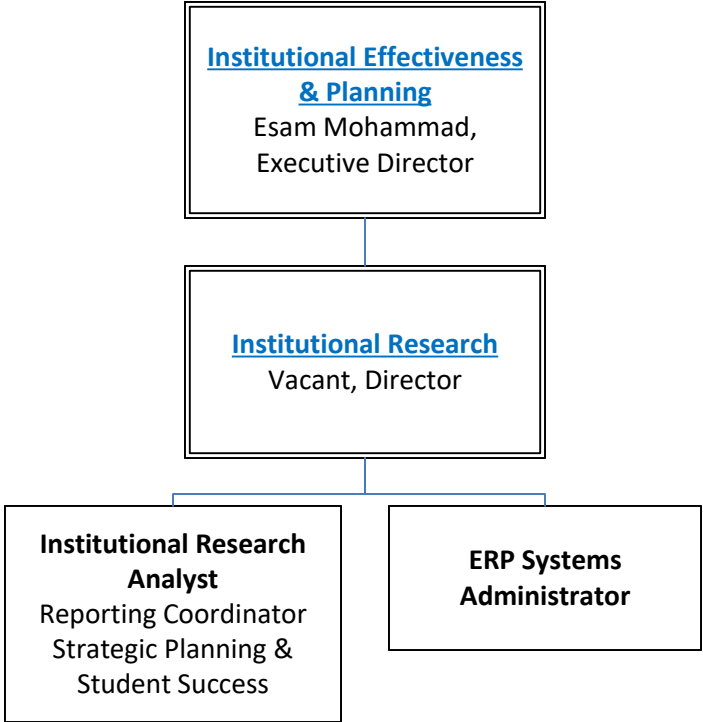 Institutional Effectiveness
& Planning
Esam Mohammad,
Executive Director
Institutional Research
Vacant, Director
Institutional Research
Analyst
Reporting Coordinator
Strategic Planning &
Student Success
ERP Systems
Administrator